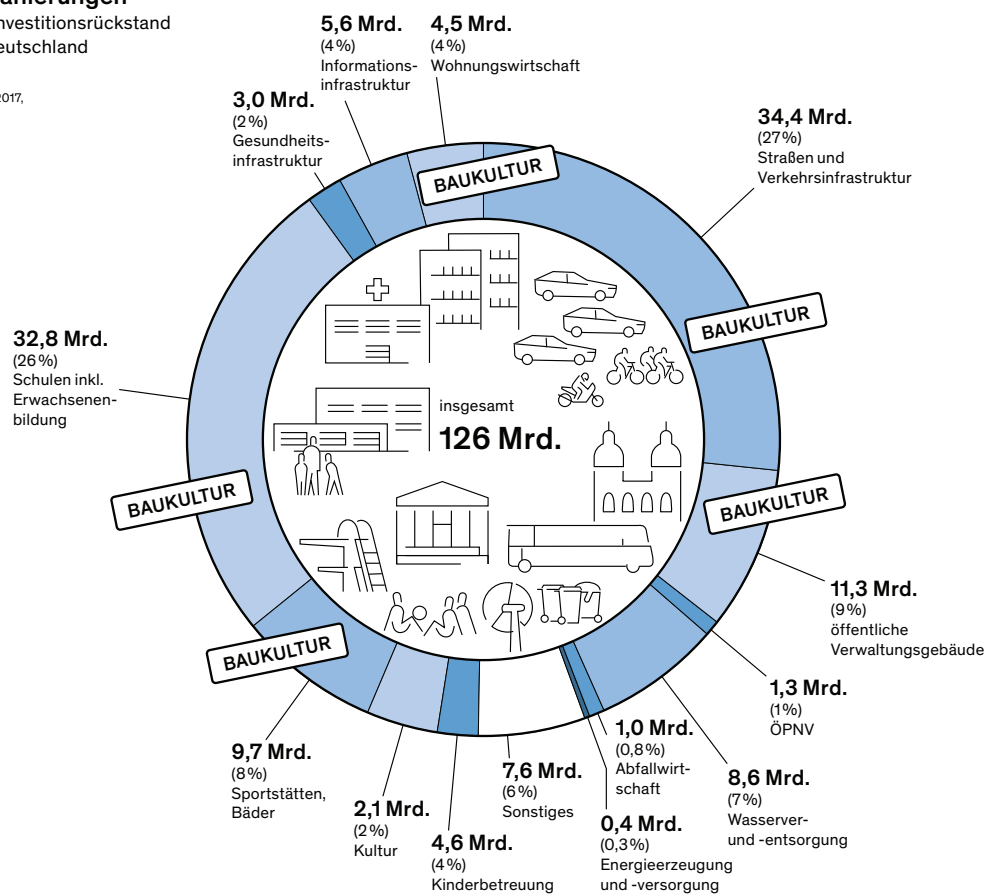 nvestitionsrückstand
eutschland
2017,
5,6 Mrd.
(4%)
Informations-
infrastruktur
4,5 Mrd.
(4%)
Wohnungswirtschaft
3,0 Mrd.
(2%)
Gesundheits-
infrastruktur
34,4 Mrd.
(27%)
Straßen und
Verkehrsinfrastruktur
BAUKULTUR
BAUKULTUR
32,8 Mrd.
(26%)
Schulen inkl.
Erwachsenen-
bildung
insgesamt
126 Mrd.
BAUKULTUR
BAUKULTUR
11,3 Mrd.
(9%)
öffentliche
Verwaltungsgebäude
BAUKULTUR
1,3 Mrd.
(1%)
ÖPNV
9,7 Mrd.
(8%)
Sportstätten,
Bäder
2,1 Mrd.
(2%)
Kultur
4,6 Mrd.
(4%)
Kinderbetreuung
7,6 Mrd.
(6%)
Sonstiges
1,0 Mrd.
(0,8%)
Abfallwirt-
schaft
0,4 Mrd.
(0,3%)
Energieerzeugung
und -versorgung
8,6 Mrd.
(7%)
Wasserver-
und -entsorgung